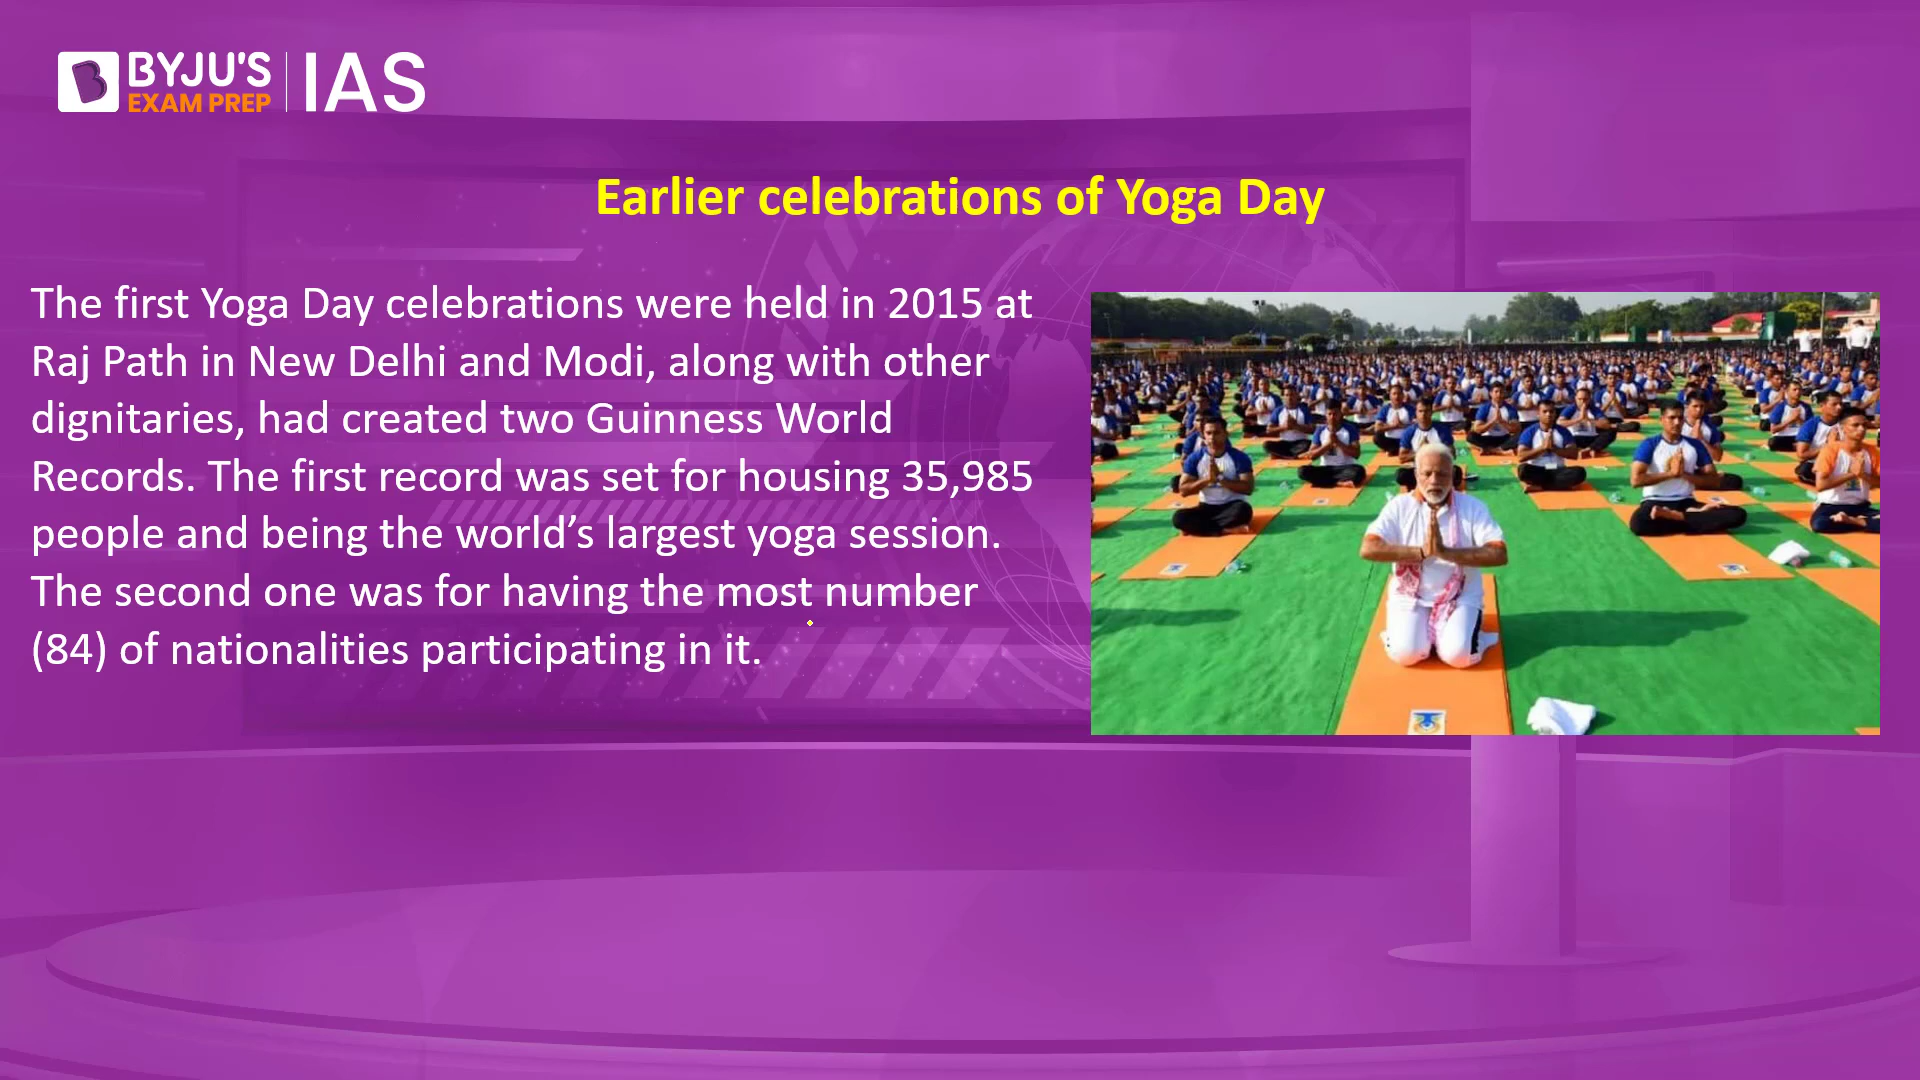 BYJU'S
EXAM PREP
IAS
Earlier celebrations of Yoga Day
The first Yoga Day celebrations were held in 2015 at
Raj Path in New Delhi and Modi, along with other
dignitaries, had created two Guinness World
Records. The first record was set for housing 35,985
people and being the world’s largest yoga session.
The second one was for having the most number
(84) of nationalities participating in it.